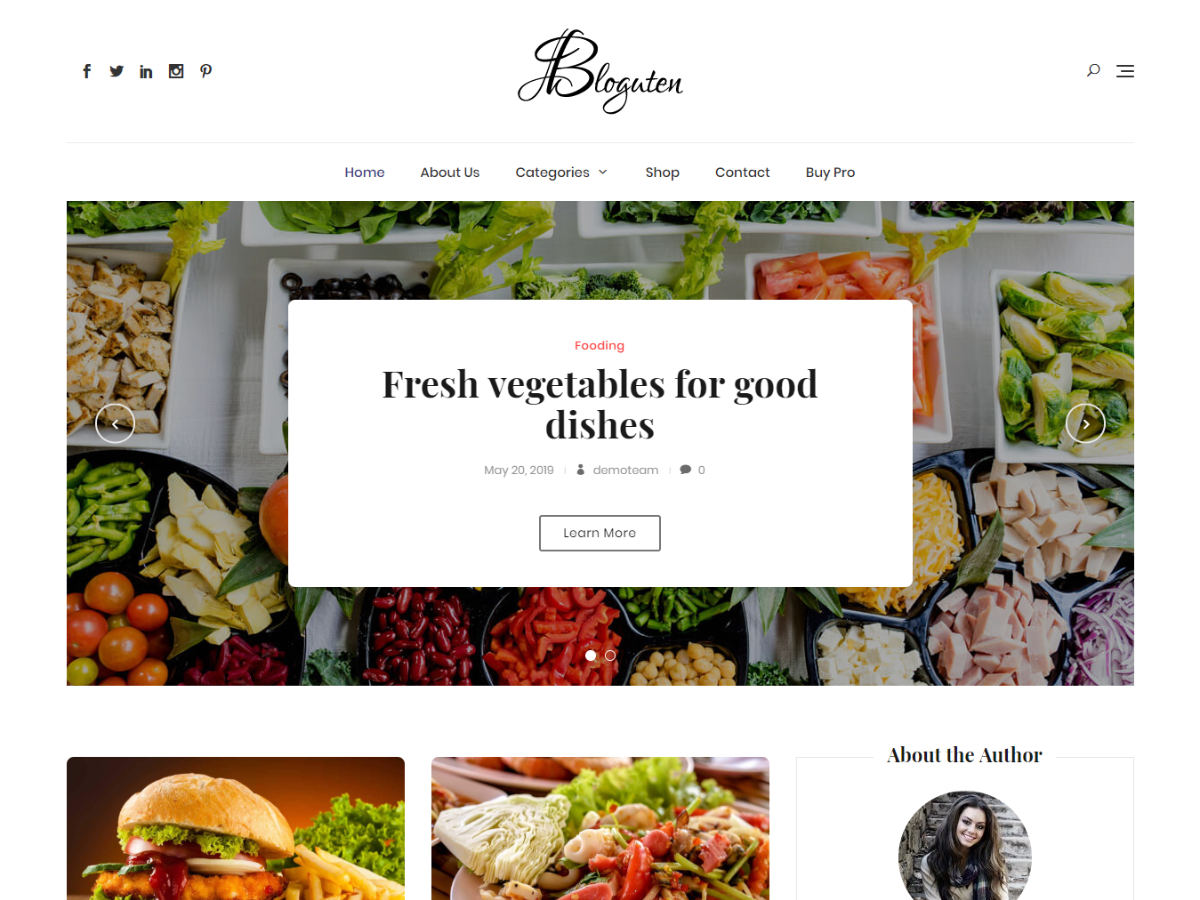 Bloguten
Home About Us Categories Shop Contact Buy Pro
Fooding
Fresh vegetables for good
dishes
May 20, 2019 demoteam 0
Learn More
About the Author